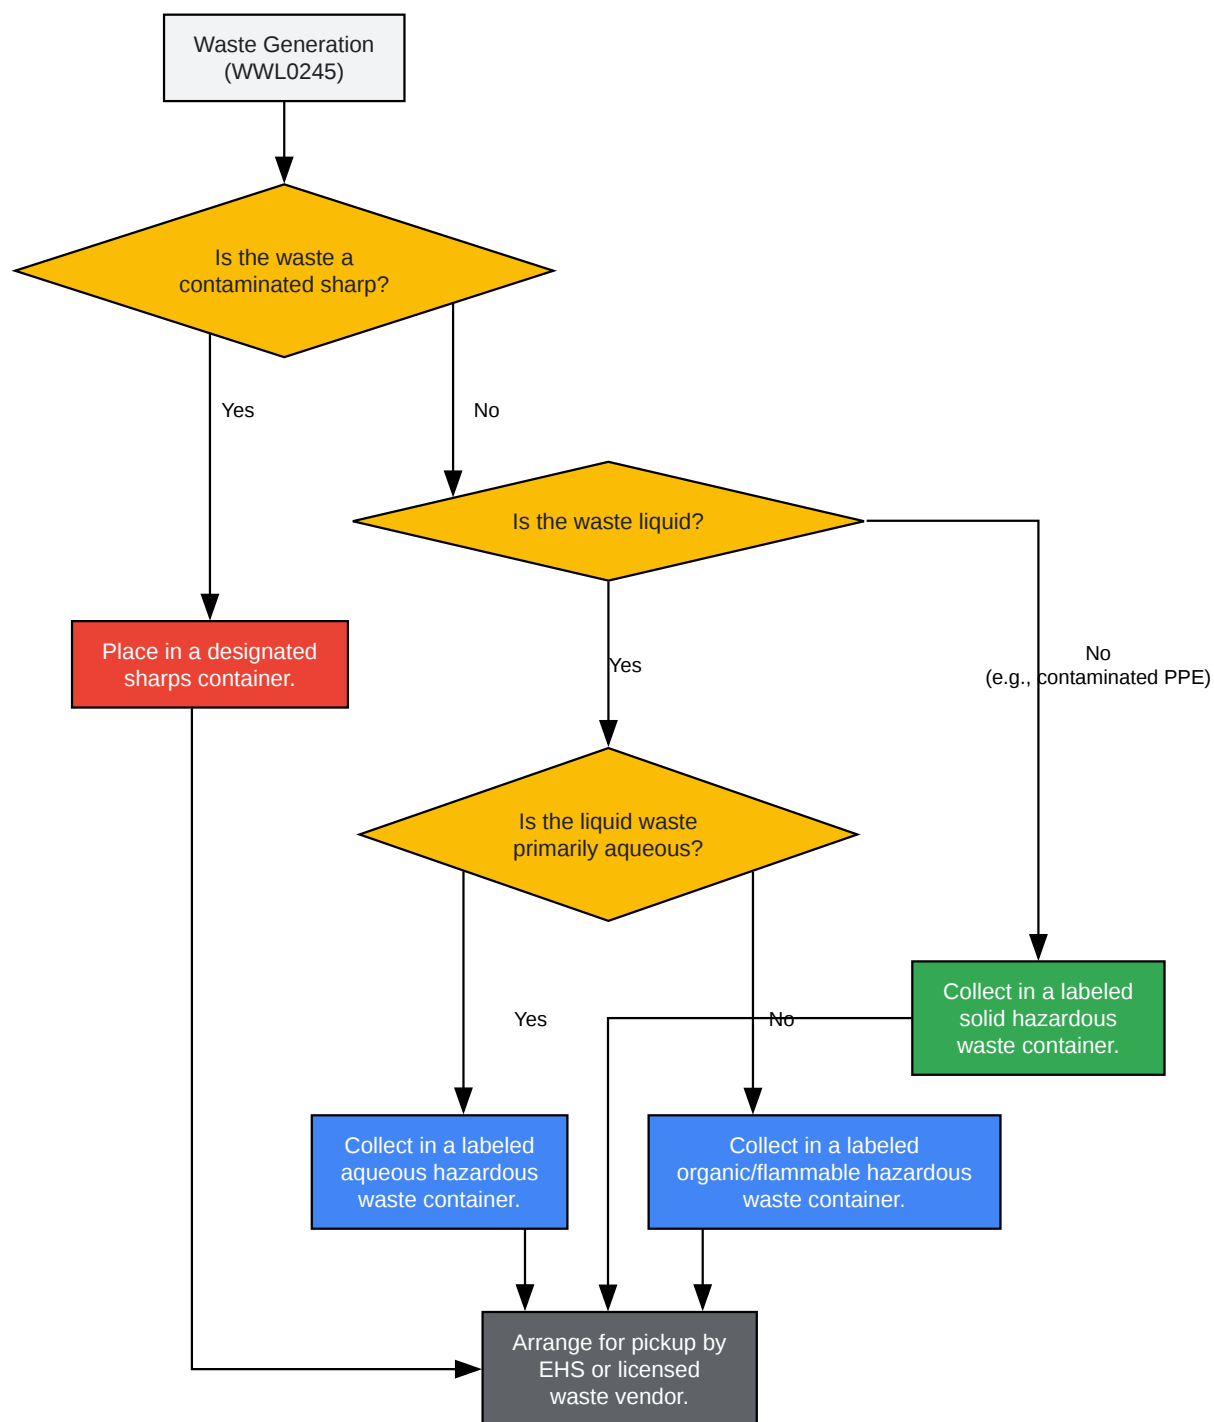 Waste Generation
(WWL0245)
Is the waste a
contaminated sharp?
Yes
No
Is the waste liquid?
Place in a designated
sharps container.
Yes
No
(e.g., contaminated PPE)
Is the liquid waste
primarily aqueous?
Collect in a labeled
solid hazardous
waste container.
Yes
No
Collect in a labeled
aqueous hazardous
waste container.
Collect in a labeled
organic/flammable hazardous
waste container.
Arrange for pickup by
EHS or licensed
waste vendor.